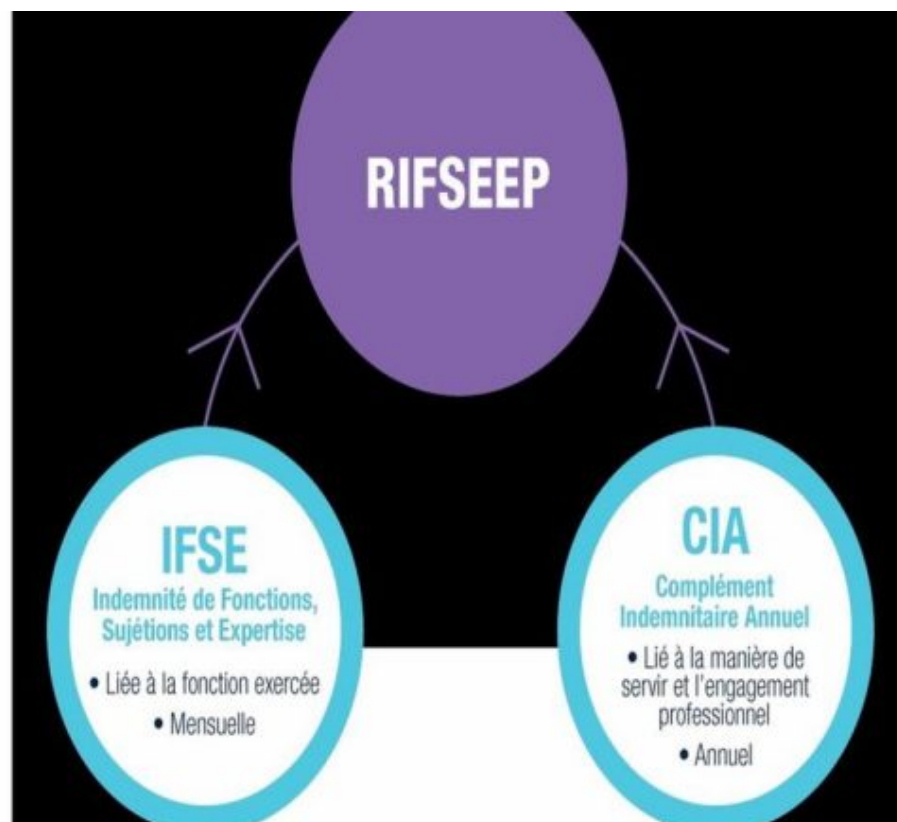 RIFSEEP
IFSE
Indemnité de Fonctions,
Sujétions et Expertise
• Liée à la fonction exercée
• Mensuelle
CIA
Complément
Indemnitaire Annuel
• Lié à la manière de
servir et l'engagement
professionnel
• Annuel